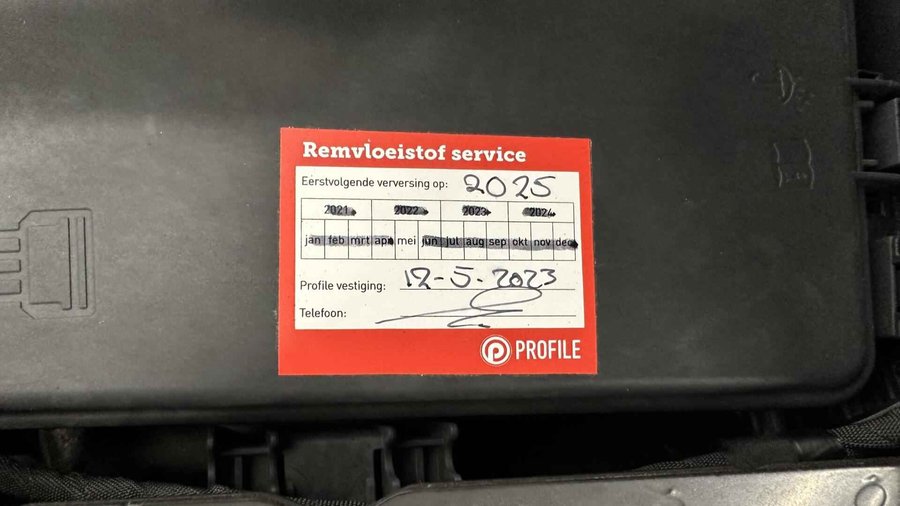 Remvloeistof service
Eerstvolgende verversing op: 2025
2021 2022 2023 2024
jan feb mrt apr mei jun jul aug sep okt nov dec
Profile vestiging: 12-5-2023
Telefoon:
PROFILE